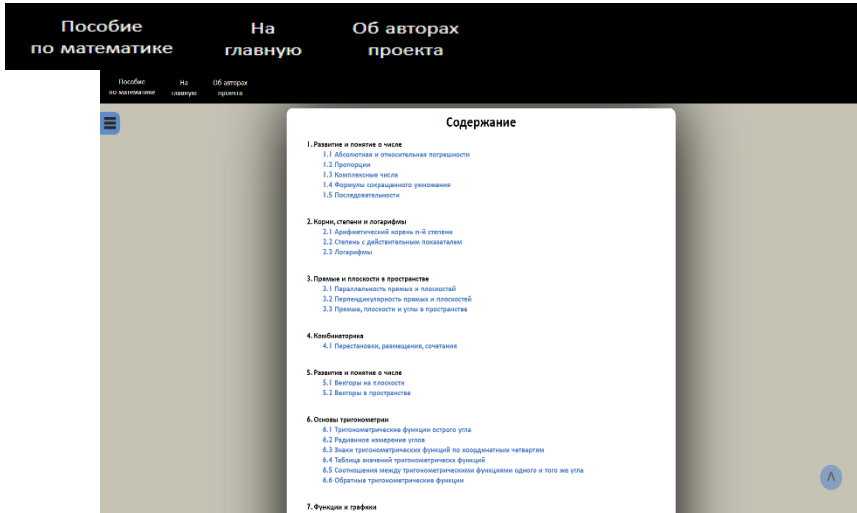 Пособие
по математике
На
главную
Об авторах
проекта
Пособие
по математике
На
главную
Об авторах
проекта
Содержание
1. Развитие и понятие о числе
1.1 Абсолютная и относительная погрешности
1.2 Пропорции
1.3 Комплексные числа
1.4 Формулы сокращенного умножения
1.5 Последовательности
2. Корни, степени и логарифмы
2.1 Арифметический корень n-й степени
2.2 Степень с действительным показателем
2.3 Логарифмы
3. Прямые и плоскости в пространстве
3.1 Параллельность прямых и плоскостей
3.2 Перпендикулярность прямых и плоскостей
3.3 Прямые, плоскости и углы в пространстве
4. Комбинаторика
4.1 Перестановки, размещения, сочетания
5. Развитие и понятие о числе
5.1 Векторы на плоскости
5.2 Векторы в пространстве
6. Основы тригонометрии
6.1 Тригонометрические функции острого угла
6.2 Радианное измерение углов
6.3 Знаки тригонометрических функций по координатным четвертям
6.4 Таблица значений тригонометрическх функций
6.5 Соотношения между тригонометрическими функциями одного и того же угла
6.6 Обратные тригонометрические функции
7. Функции и графики